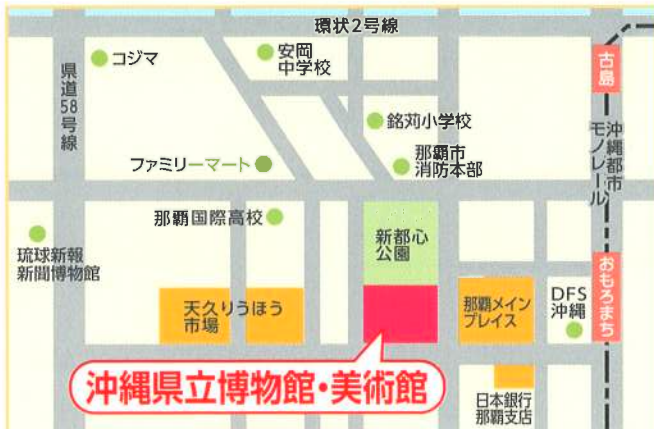 環状2号線
コジマ
安岡
中学校
古島
県道58号線
銘苅小学校
沖縄都市
モノレール
那覇市
消防本部
ファミリーマート
那覇国際高校
新都心
公園
琉球新報
新聞博物館
おもろまち
天久りうぼう
市場
那覇メイン
プレイス
DFS
沖縄
沖縄県立博物館・美術館
日本銀行
那覇支店